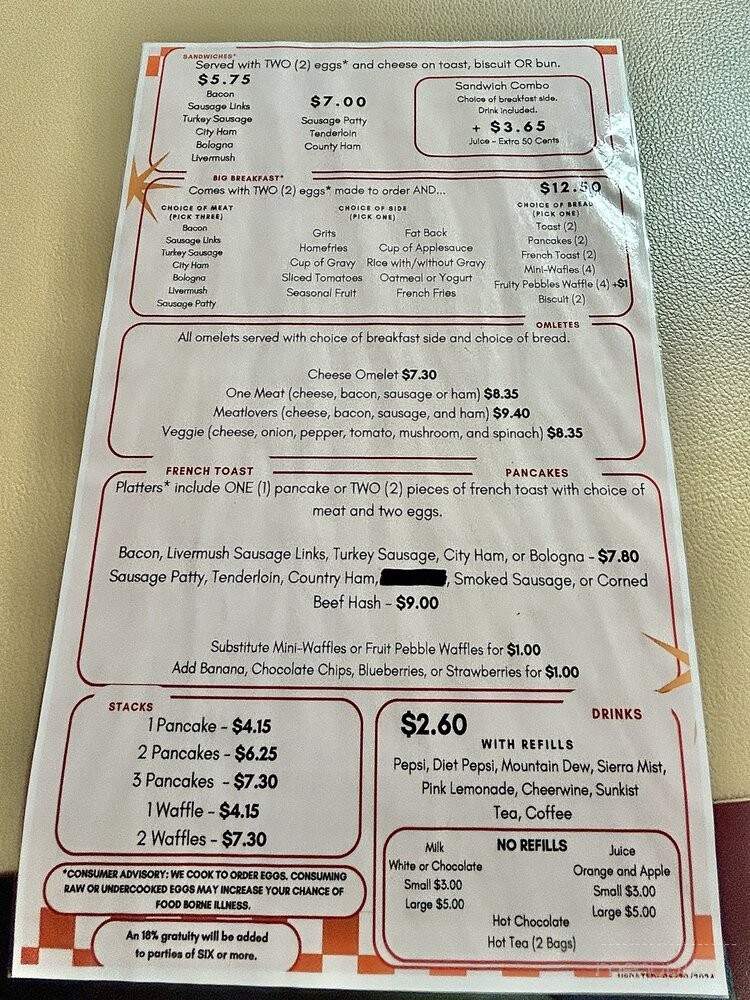 SANDWICHES*
Served with TWO (2) eggs* and cheese on toast, biscuit OR bun.
$5.75
Bacon
Sausage Links
Turkey Sausage
City Ham
Bologna
Livermush
$7.00
Sausage Patty
Tenderloin
County Ham
Sandwich Combo
Choice of breakfast side.
Drink included.
+ $3.65
Juice - Extra 50 Cents
BIG BREAKFAST*
Comes with TWO (2) eggs* made to order AND...
$12.50
CHOICE OF MEAT
(PICK THREE)
Bacon
Sausage Links
Turkey Sausage
City Ham
Bologna
Livermush
Sausage Patty
CHOICE OF SIDE
(PICK ONE)
Grits
Homefries
Cup of Gravy
Sliced Tomatoes
Seasonal Fruit
Fat Back
Cup of Applesauce
Rice with/without Gravy
Oatmeal or Yogurt
French Fries
CHOICE OF BREAD
(PICK ONE)
Toast (2)
Pancakes (2)
French Toast (2)
Mini-Wafles (4)
Fruity Pebbles Waffle (4) +$1
Biscuit (2)
OMLETES
All omelets served with choice of breakfast side and choice of bread.
Cheese Omelet $7.30
One Meat (cheese, bacon, sausage or ham) $8.35
Meatlovers (cheese, bacon, sausage, and ham) $9.40
Veggie (cheese, onion, pepper, tomato, mushroom, and spinach) $8.35
FRENCH TOAST
PANCAKES
Platters* include ONE (1) pancake or TWO (2) pieces of french toast with choice of
meat and two eggs.
Bacon, Livermush Sausage Links, Turkey Sausage, City Ham, or Bologna - $7.80
Sausage Patty, Tenderloin, Country Ham, , Smoked Sausage, or Corned
Beef Hash - $9.00
Substitute Mini-Waffles or Fruit Pebble Waffles for $1.00
Add Banana, Chocolate Chips, Blueberries, or Strawberries for $1.00
STACKS
1 Pancake - $4.15
2 Pancakes - $6.25
3 Pancakes - $7.30
1 Waffle - $4.15
2 Waffles - $7.30
*CONSUMER ADVISORY: WE COOK TO ORDER EGGS. CONSUMING
RAW OR UNDERCOOKED EGGS MAY INCREASE YOUR CHANCE OF
FOOD BORNE ILLNESS.
An 18% gratuity will be added
to parties of SIX or more.
DRINKS
$2.60
WITH REFILLS
Pepsi, Diet Pepsi, Mountain Dew, Sierra Mist,
Pink Lemonade, Cheerwine, Sunkist
Tea, Coffee
NO REFILLS
Milk
White or Chocolate
Small $3.00
Large $5.00
Juice
Orange and Apple
Small $3.00
Large $5.00
Hot Chocolate
Hot Tea (2 Bags)